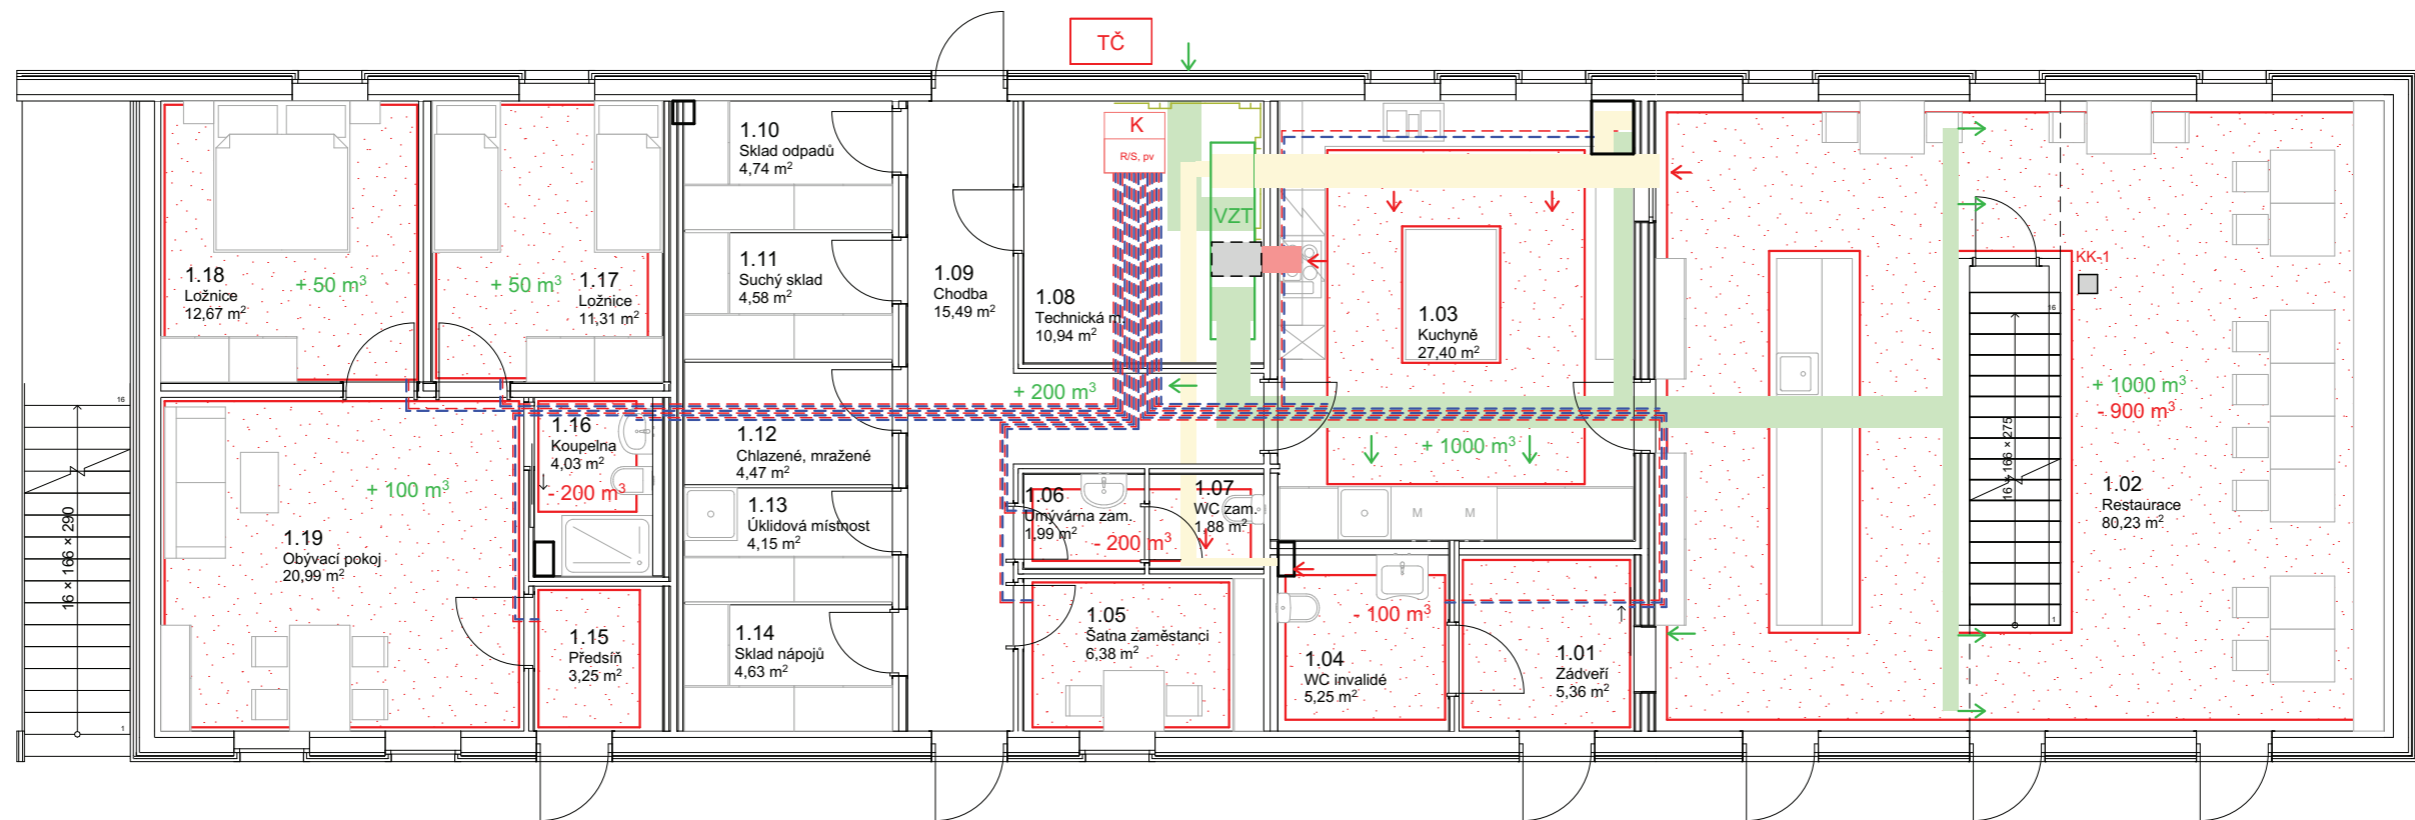 TČ
K
R/S, pv
VZT
1.10
Sklad odpadů
4,74 m²
1.11
Suchý sklad
4,58 m²
1.09
Chodba
15,49 m²
1.08
Technická m.
10,94 m²
1.18
Ložnice
12,67 m²
+ 50 m³
+ 50 m³
1.17
Ložnice
11,31 m²
1.03
Kuchyně
27,40 m²
KK-1
16
16 × 166 × 275
1
+ 200 m³
+ 1000 m³
- 900 m³
+ 1000 m³
16
16 × 166 × 290
1
1.16
Koupelna
4,03 m²
- 200 m³
1.12
Chlazené, mražené
4,47 m²
+ 100 m³
1.19
Obývací pokoj
20,99 m²
1.13
Úklidová místnost
4,15 m²
1.06
Umývárna zam.
1,99 m²
- 200 m³
1.07
WC zam.
1,88 m²
M
M
1.02
Restaurace
80,23 m²
1.15
Předsíň
3,25 m²
1.14
Sklad nápojů
4,63 m²
1.05
Šatna zaměstanci
6,38 m²
- 100 m³
1.04
WC invalidé
5,25 m²
1.01
Zádveří
5,36 m²